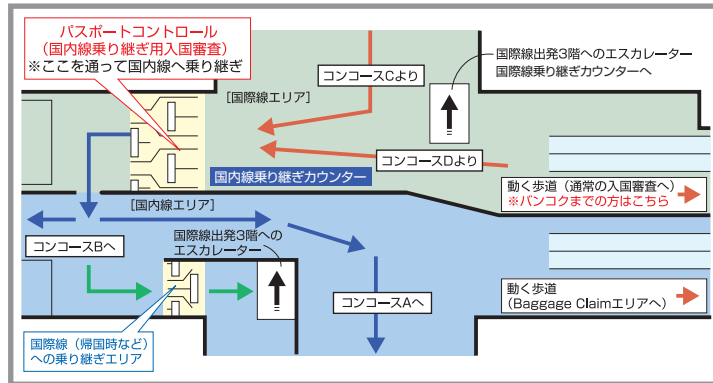 パスポートコントロール
（国内線乗り継ぎ用入国審査）
※ここを通って国内線へ乗り継ぎ
コンコースCより
国際線出発3階へのエスカレーター
国際線乗り継ぎカウンターへ
［国際線エリア］
コンコースDより
国内線乗り継ぎカウンター
動く歩道（通常の入国審査へ）
※バンコクまでの方はこちら
［国内線エリア］
コンコースBへ
国際線出発3階への
エスカレーター
コンコースAへ
動く歩道
（Baggage Claimエリアへ）
国際線（帰国時など）
への乗り継ぎエリア